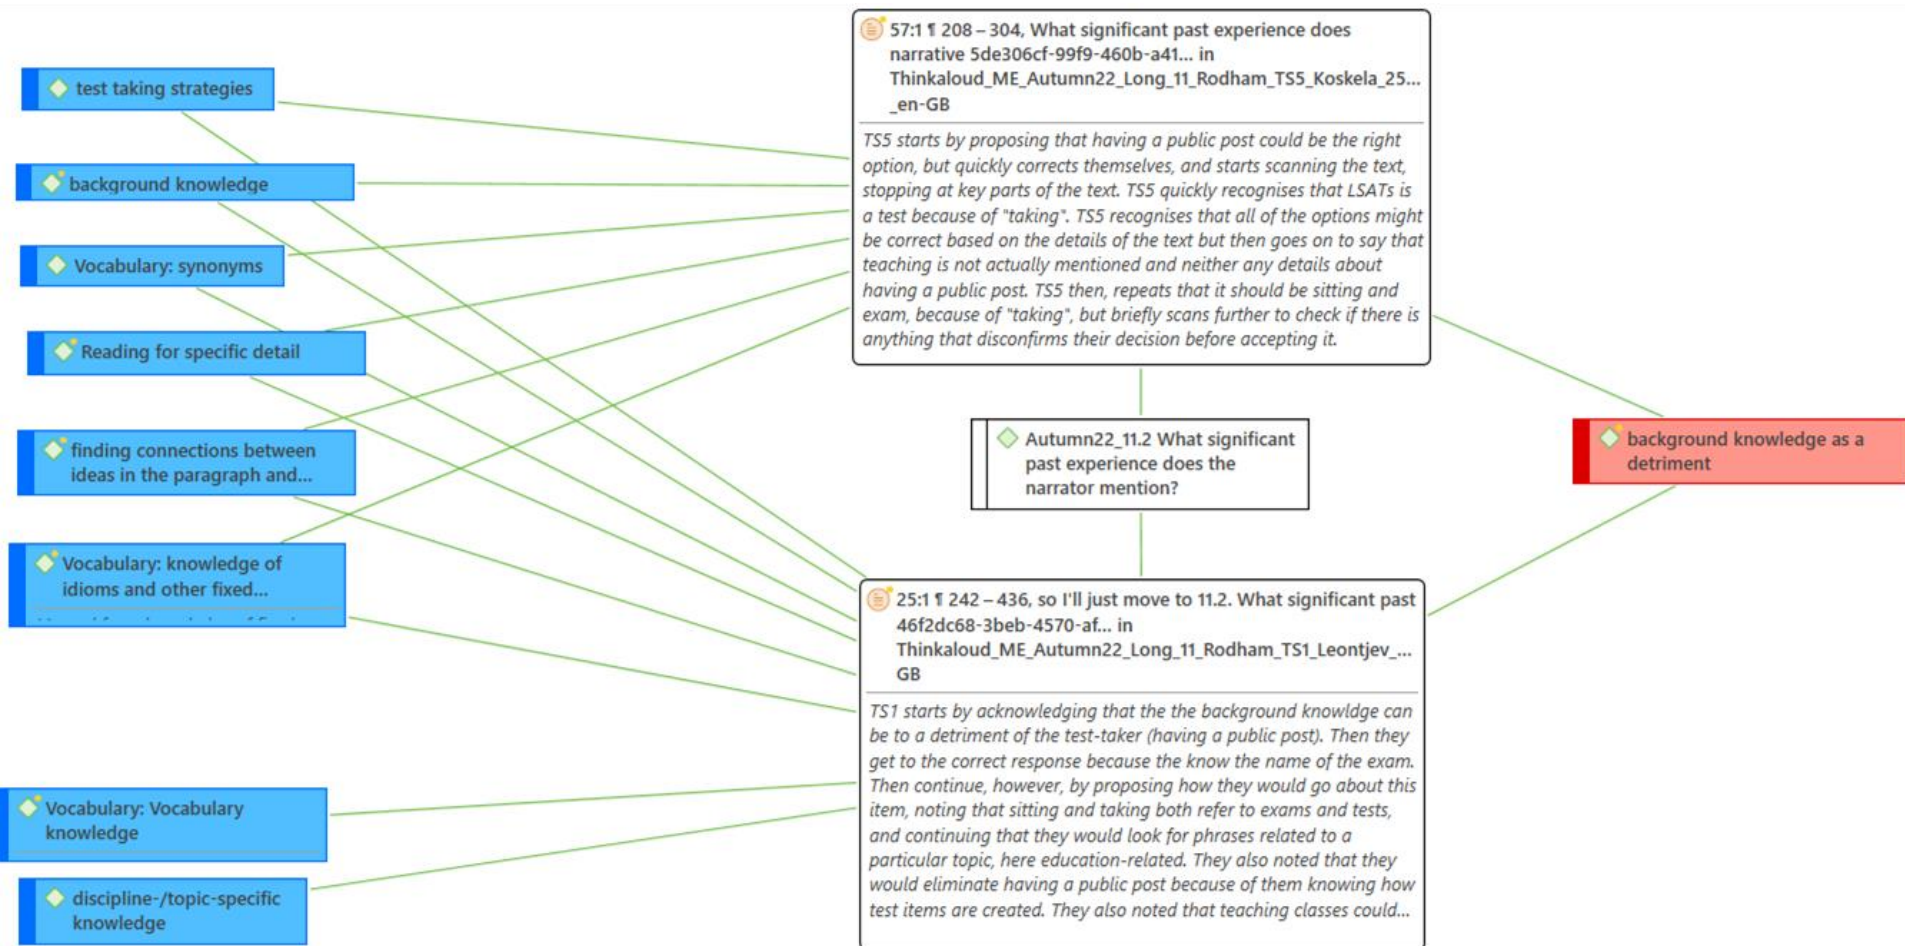 test taking strategies
background knowledge
Vocabulary: synonyms
Reading for specific detail
finding connections between
ideas in the paragraph and...
Vocabulary: knowledge of
idioms and other fixed...
Vocabulary: Vocabulary
knowledge
discipline-/topic-specific
knowledge
57:1 ¶ 208 – 304, What significant past experience does
narrative 5de306cf-99f9-460b-a41... in
Thinkaloud_ME_Autumn22_Long_11_Rodham_TS5_Koskela_25...
_en-GB
TS5 starts by proposing that having a public post could be the right
option, but quickly corrects themselves, and starts scanning the text,
stopping at key parts of the text. TS5 quickly recognises that LSATs is
a test because of "taking". TS5 recognises that all of the options might
be correct based on the details of the text but then goes on to say that
teaching is not actually mentioned and neither any details about
having a public post. TS5 then, repeats that it should be sitting and
exam, because of "taking", but briefly scans further to check if there is
anything that disconfirms their decision before accepting it.
Autumn22_11.2 What significant
past experience does the
narrator mention?
25:1 ¶ 242 – 436, so I'll just move to 11.2. What significant past
46f2dc68-3beb-4570-af... in
Thinkaloud_ME_Autumn22_Long_11_Rodham_TS1_Leontjev_...
GB
TS1 starts by acknowledging that the the background knowldge can
be to a detriment of the test-taker (having a public post). Then they
get to the correct response because the know the name of the exam.
Then continue, however, by proposing how they would go about this
item, noting that sitting and taking both refer to exams and tests,
and continuing that they would look for phrases related to a
particular topic, here education-related. They also noted that they
would eliminate having a public post because of them knowing how
test items are created. They also noted that teaching classes could...
background knowledge as a
detriment